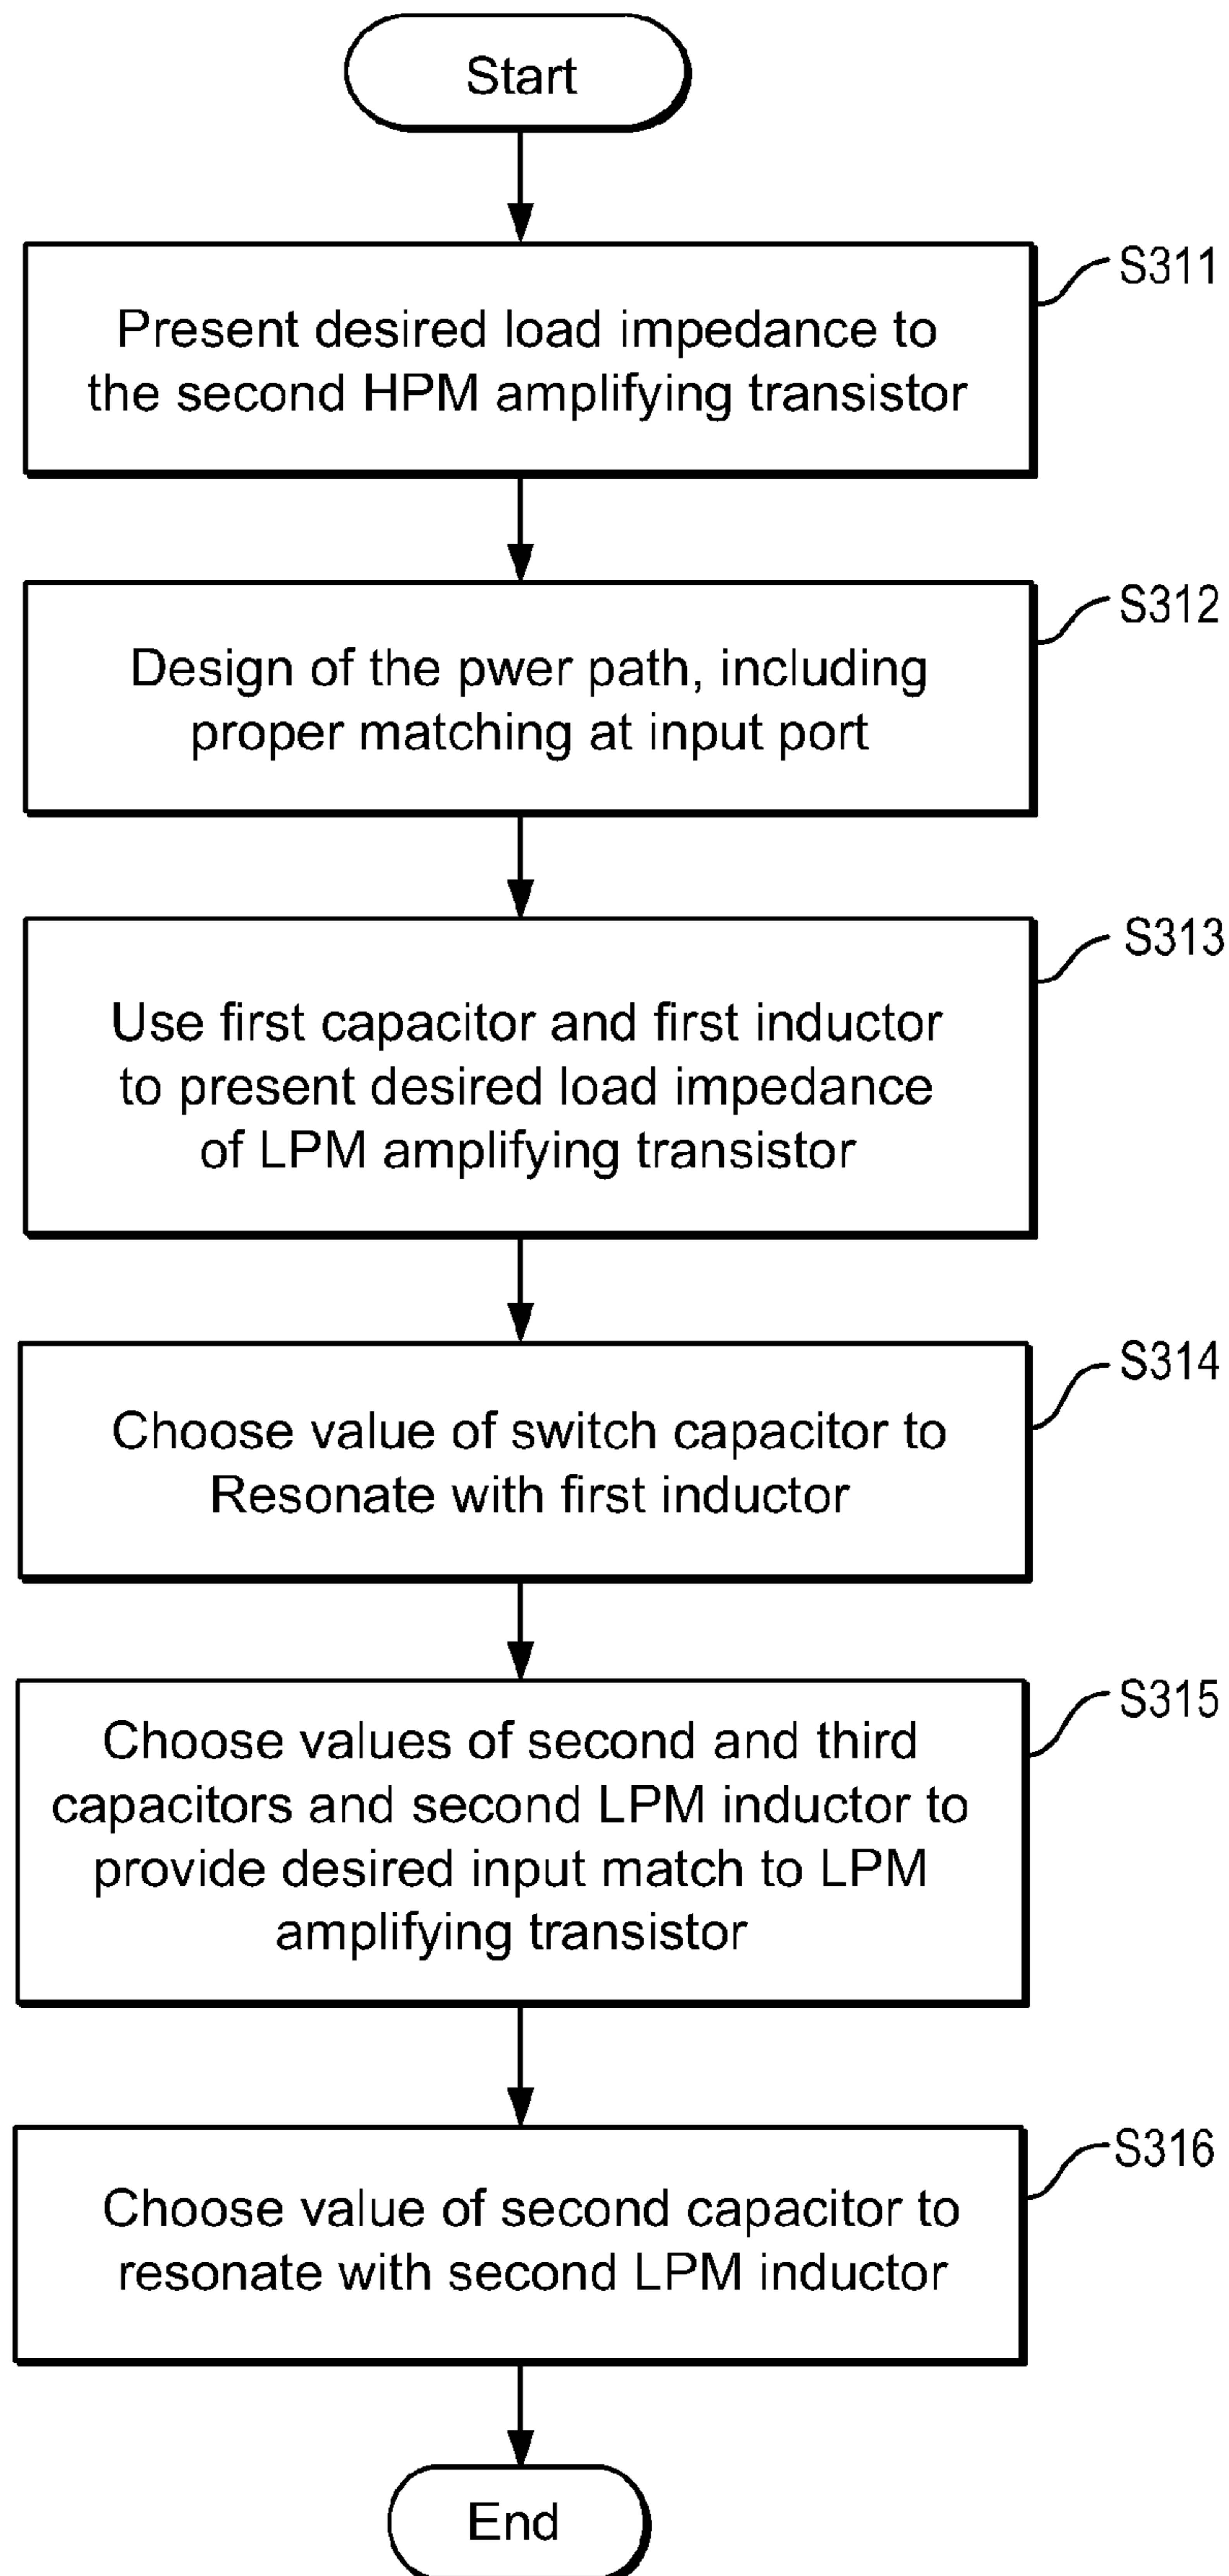 Start
S311
Present desired load impedance to
the second HPM amplifying transistor
S312
Design of the pwer path, including
proper matching at input port
S313
Use first capacitor and first inductor
to present desired load impedance
of LPM amplifying transistor
S314
Choose value of switch capacitor to
Resonate with first inductor
S315
Choose values of second and third
capacitors and second LPM inductor to
provide desired input match to LPM
amplifying transistor
S316
Choose value of second capacitor to
resonate with second LPM inductor
End